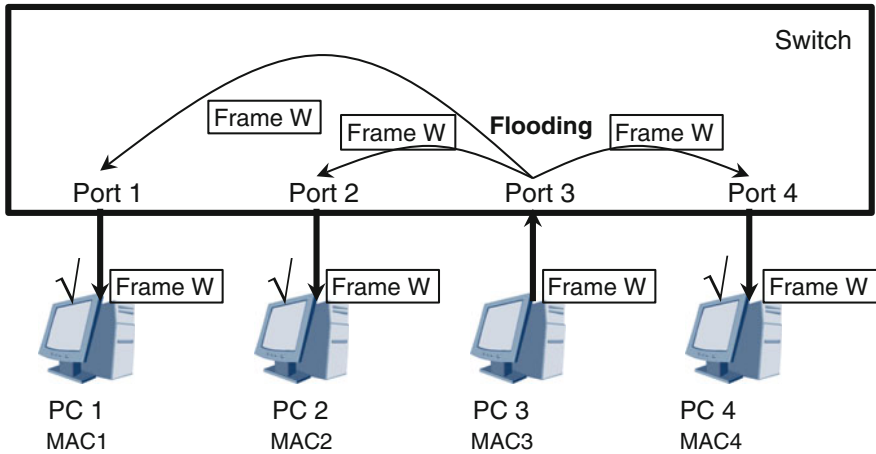 Switch
Frame W
Frame W
Flooding
Frame W
Port 1
Port 2
Port 3
Port 4
Frame W
Frame W
Frame W
Frame W
PC 1
PC 2
PC 3
PC 4
MAC1
MAC2
MAC3
MAC4